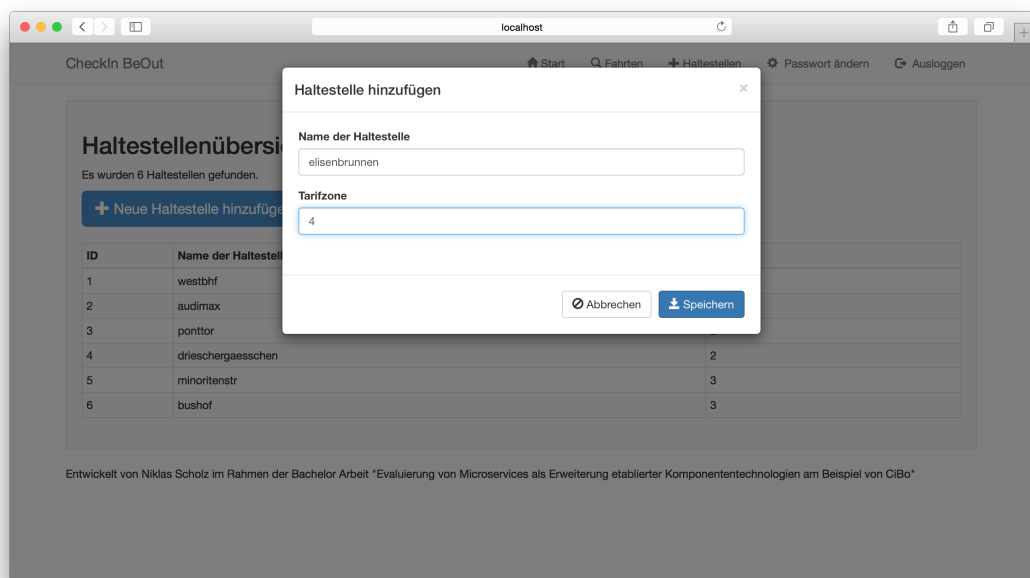 localhost
CheckIn BeOut
Start Fahrten Haltestellen Passwort ändern Ausloggen
Haltestelle hinzufügen ×
Name der Haltestelle
elisenbrunnen
Tarifzone
4
Abbrechen Speichern
Es wurden 6 Haltestellen gefunden.
Neue Haltestelle
ID Name der
1 westbhf
2 audimax
3 ponttor
4 drieschergaesschen 2
5 minoritenstr 3
6 bushof 3
Entwickelt von Niklas Scholz im Rahmen der Bachelor Arbeit "Evaluierung von Microservices als Erweiterung etablierter Komponententechnologien am Beispiel von CiBo"